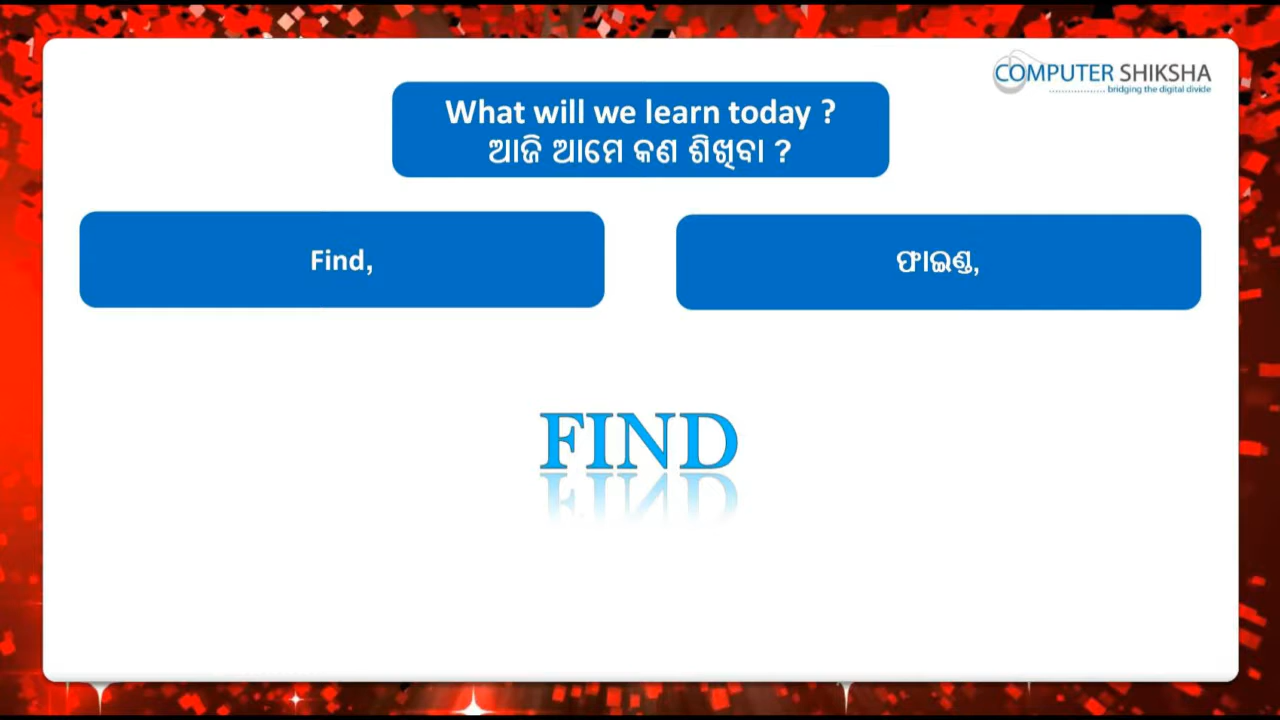 COMPUTER SHIKSHA
bridging the digital divide
What will we learn today ?
ଆଜି ଆମେ କଣ ଶିଖିବା ?
Find,
ଫାଇଣ୍ଡ,
FIND